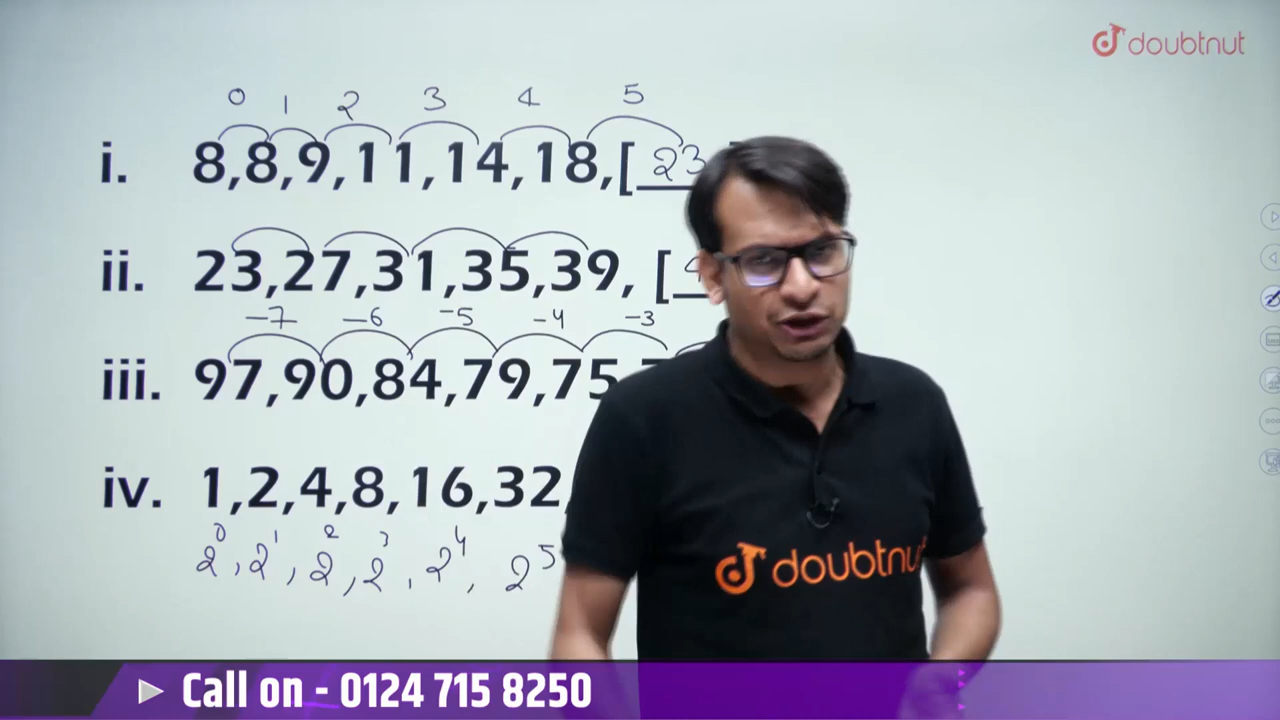 doubtnut
0 1 2 3 4 5
i. 8,8,9,11,14,18,[ 23
ii. 23,27,31,35,39, [
-7 -6 -5 -4 -3
iii. 97,90,84,79,75
iv. 1,2,4,8,16,32,
2⁰, 2¹, 2², 2³, 2⁴, 2⁵
doubtnut
Call on - 0124 715 8250